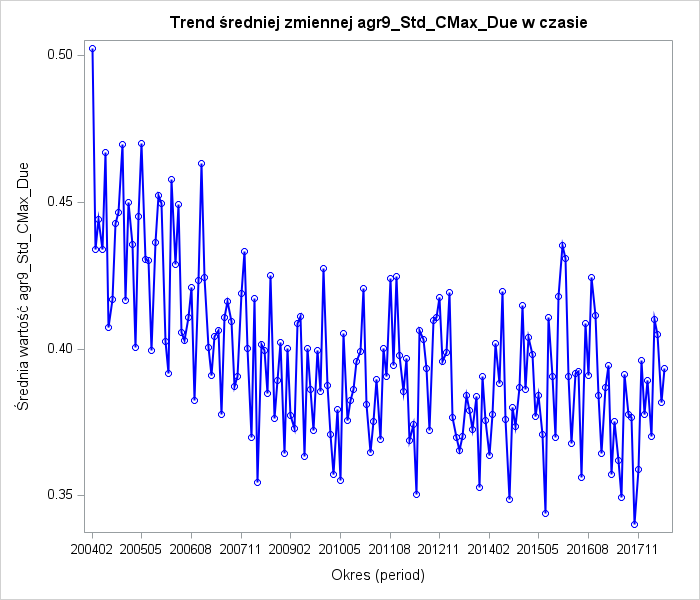 Trend średniej zmiennej agr9_Std_CMax_Due w czasie
Średnia wartość agr9_Std_CMax_Due
0.50
0.45
0.40
0.35
200402 200505 200608 200711 200902 201005 201108 201211 201402 201505 201608 201711
Okres (period)